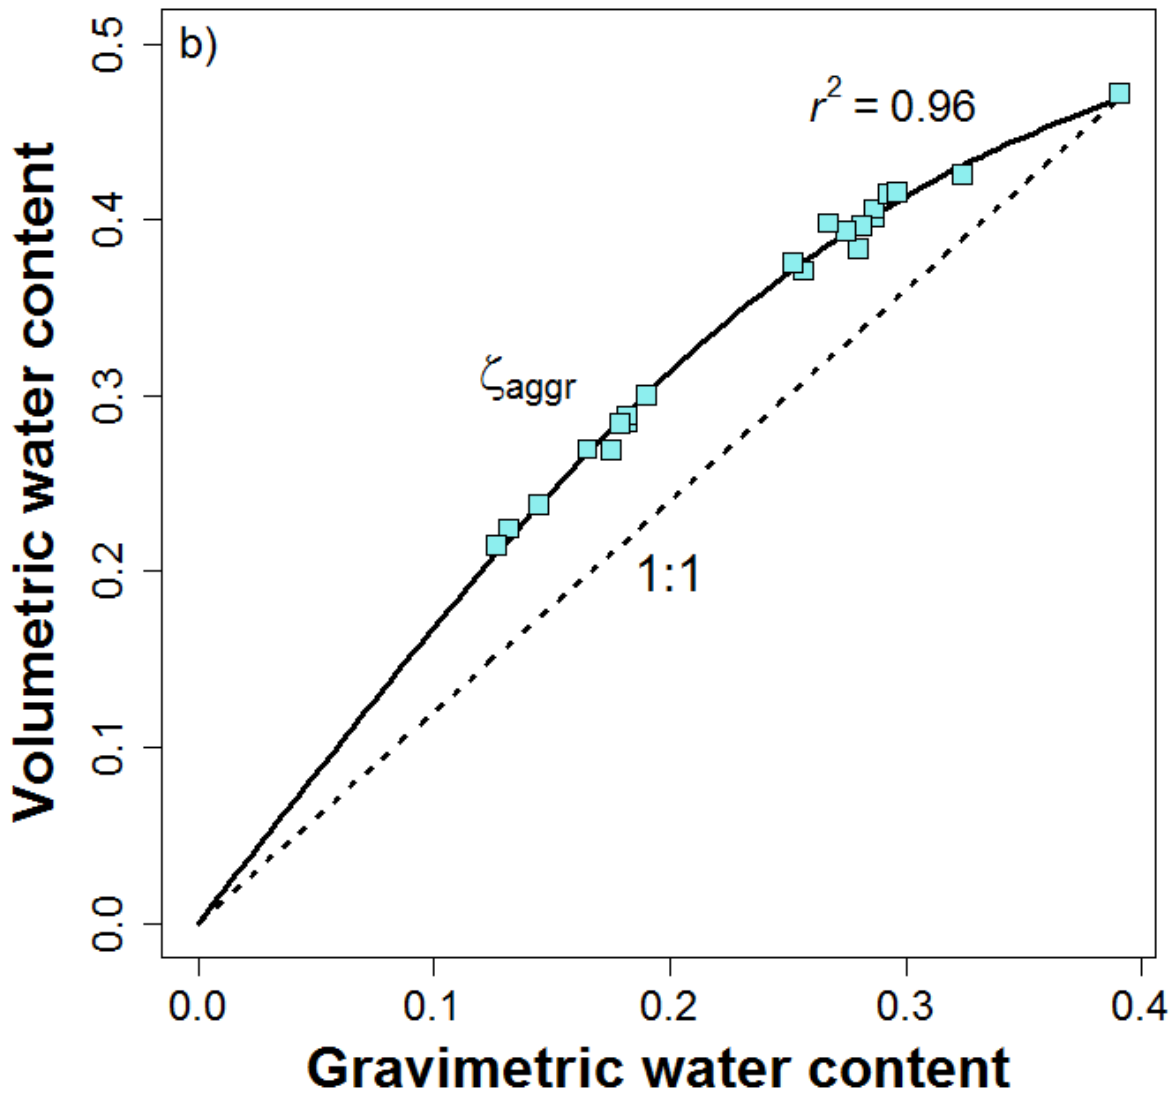 b)
r² = 0.96
ζaggr
1:1
Volumetric water content
0.5
0.4
0.3
0.2
0.1
0.0
0.0 0.1 0.2 0.3 0.4
Gravimetric water content